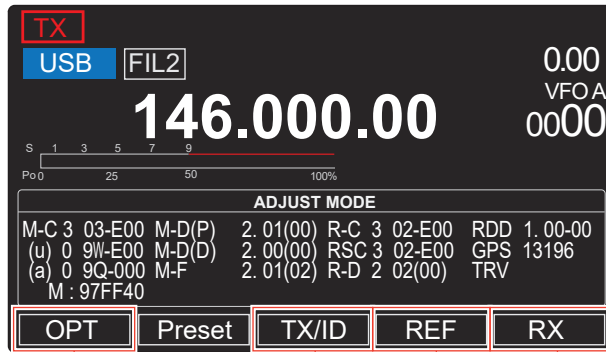 TX
USB FIL2 0.00
VFO A
146.000.00 0000
S 1 3 5 7 9
Po 0 25 50 100%
ADJUST MODE
M-C 3 03-E00 M-D(P) 2. 01(00) R-C 3 02-E00 RDD 1. 00-00
(u) 0 9W-E00 M-D(D) 2. 00(00) RSC 3 02-E00 GPS 13196
(a) 0 9Q-000 M-F 2. 01(02) R-D 2 02(00) TRV
M : 97FF40
OPT Preset TX/ID REF RX